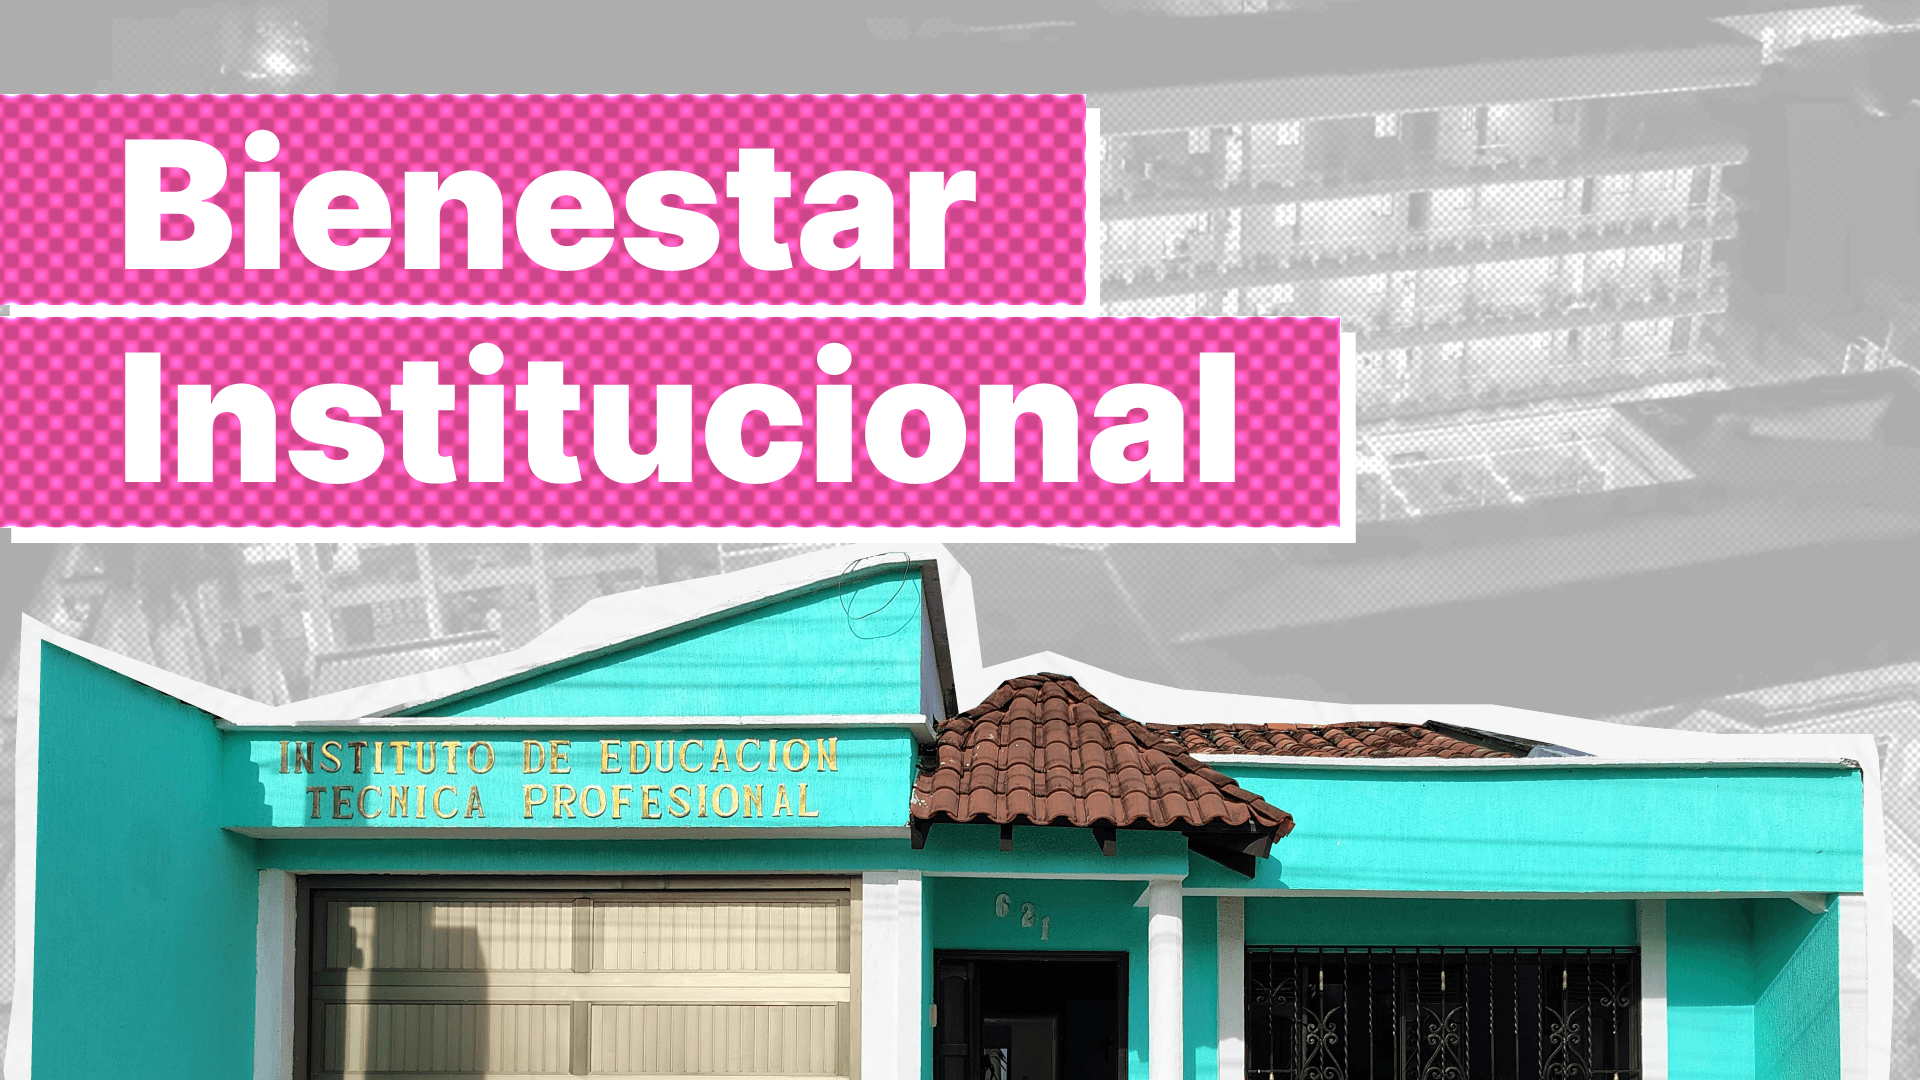 Bienestar
Institucional
INSTITUTO DE EDUCACION
TECNICA PROFESIONAL
621